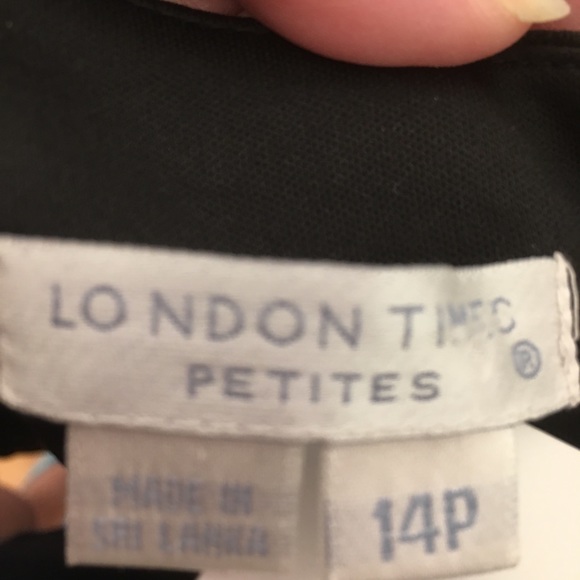 LONDON TIMES
®
PETITES
MADE IN
SRI LANKA
14P